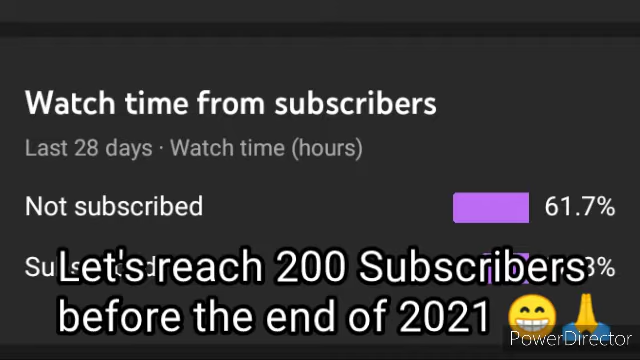 Watch time from subscribers
Last 28 days · Watch time (hours)
Not subscribed 61.7%
Let's reach 200 Subscribers
before the end of 2021 😁🙏
PowerDirector